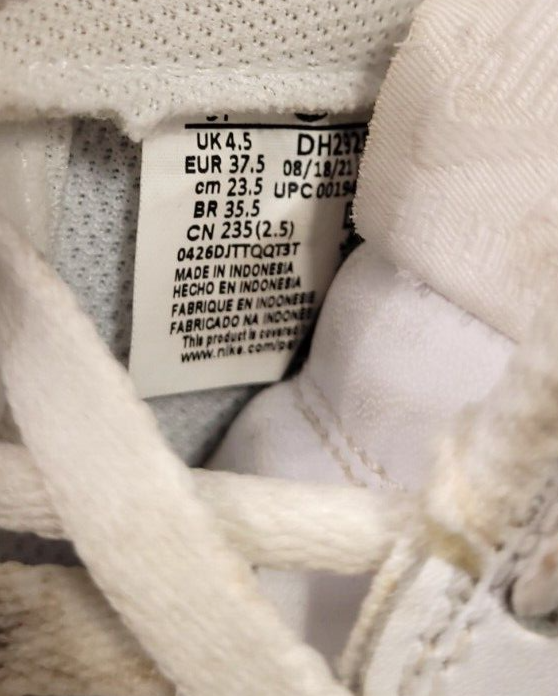 UK 4.5
EUR 37.5 08/18/21
cm 23.5 UPC
BR 35.5
CN 235(2.5)
0426DJTTQQT3T
MADE IN INDONESIA
HECHO EN INDONESIA
FABRIQUE EN INDONESIE
FABRICADO NA INDONES
This product is covered
www.nike.com/pa